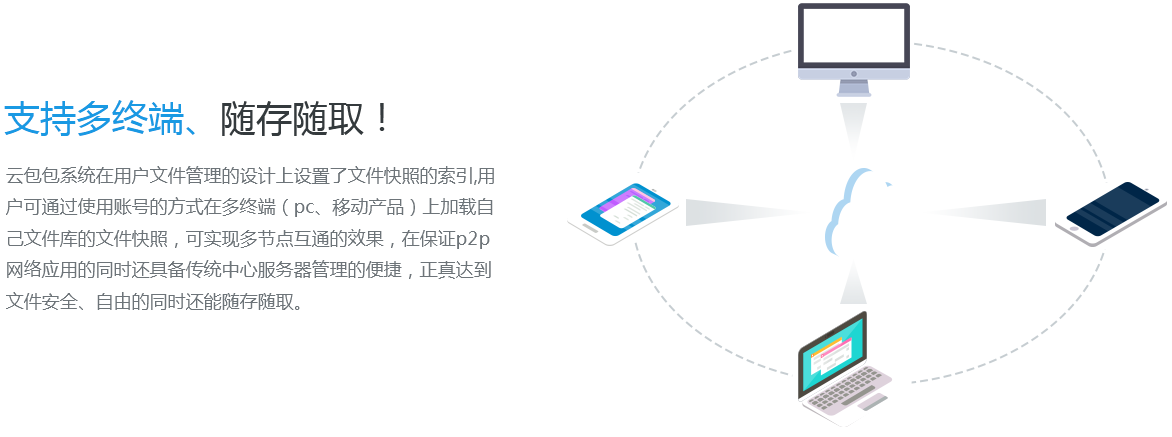 支持多终端、随存随取！
云包包系统在用户文件管理的设计上设置了文件快照的索引,用
户可通过使用账号的方式在多终端（pc、移动产品）上加载自
己文件库的文件快照，可实现多节点互通的效果，在保证p2p
网络应用的同时还具备传统中心服务器管理的便捷，正真达到
文件安全、自由的同时还能随存随取。